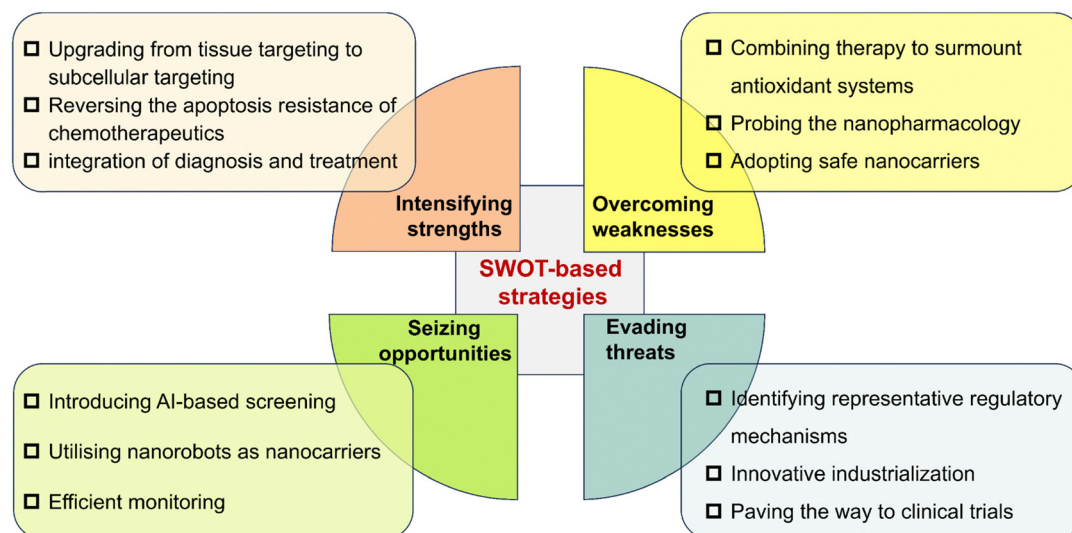 Upgrading from tissue targeting to
subcellular targeting
Reversing the apoptosis resistance of
chemotherapeutics
integration of diagnosis and treatment
Combining therapy to surmount
antioxidant systems
Probing the nanopharmacology
Adopting safe nanocarriers
Intensifying
strengths
Overcoming
weaknesses
SWOT-based
strategies
Seizing
opportunities
Evading
threats
Introducing AI-based screening
Utilising nanorobots as nanocarriers
Efficient monitoring
Identifying representative regulatory
mechanisms
Innovative industrialization
Paving the way to clinical trials